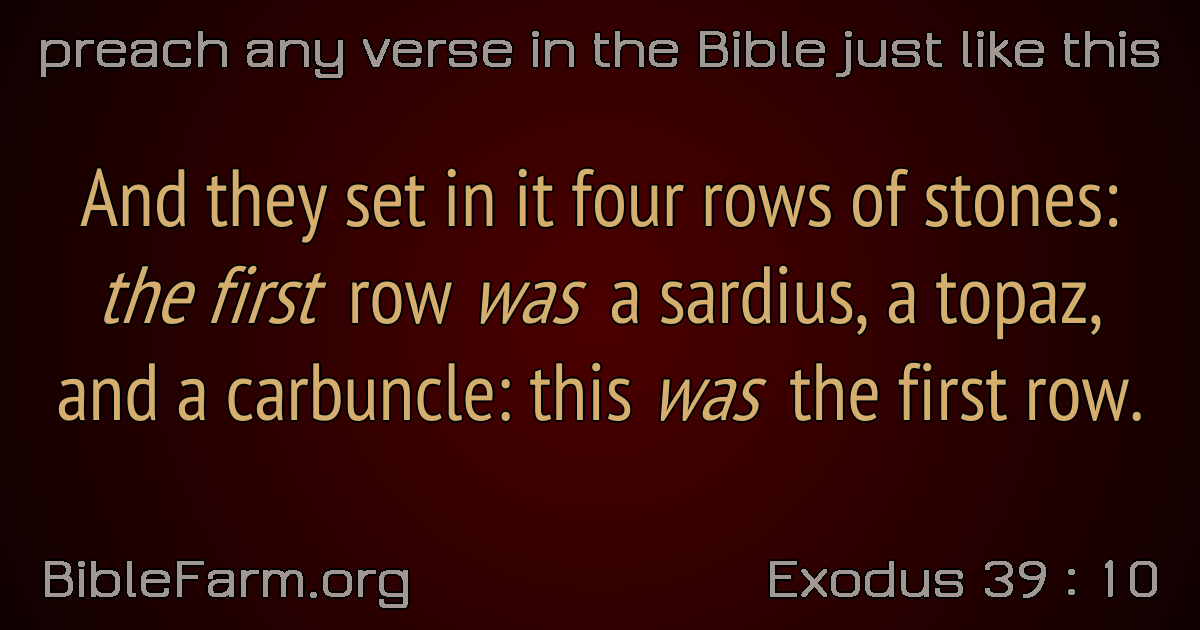 preach any verse in the Bible just like this
And they set in it four rows of stones:
the first row was a sardius, a topaz,
and a carbuncle: this was the first row.
BibleFarm.org
Exodus 39 : 10